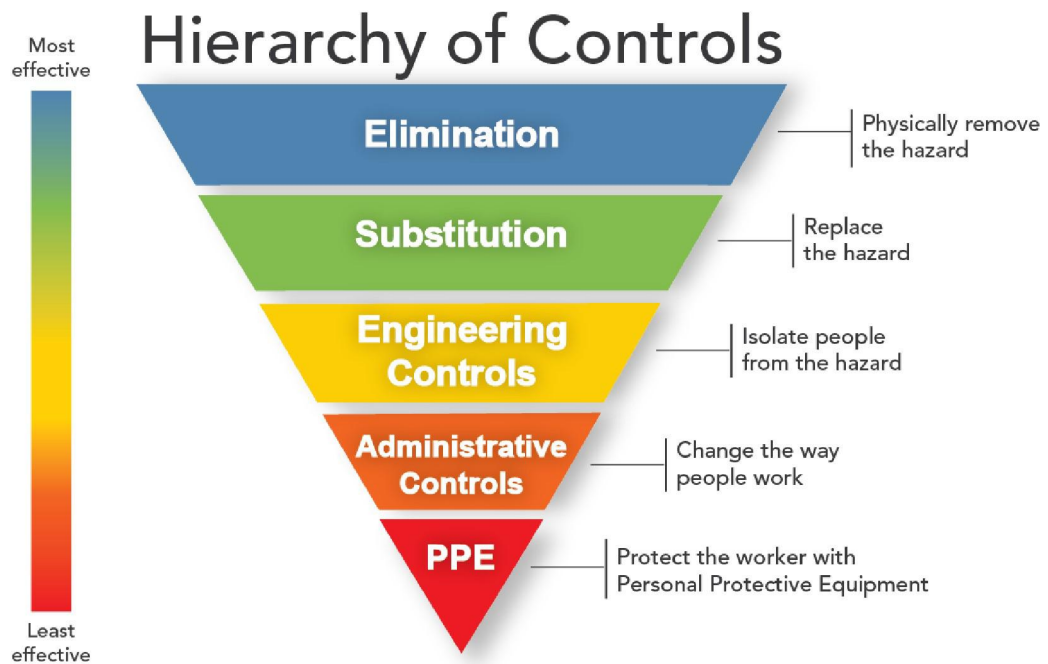 Hierarchy of Controls
Most
effective
Elimination
Physically remove
the hazard
Substitution
Replace
the hazard
Engineering
Controls
Isolate people
from the hazard
Administrative
Controls
Change the way
people work
PPE
Protect the worker with
Personal Protective Equipment
Least
effective